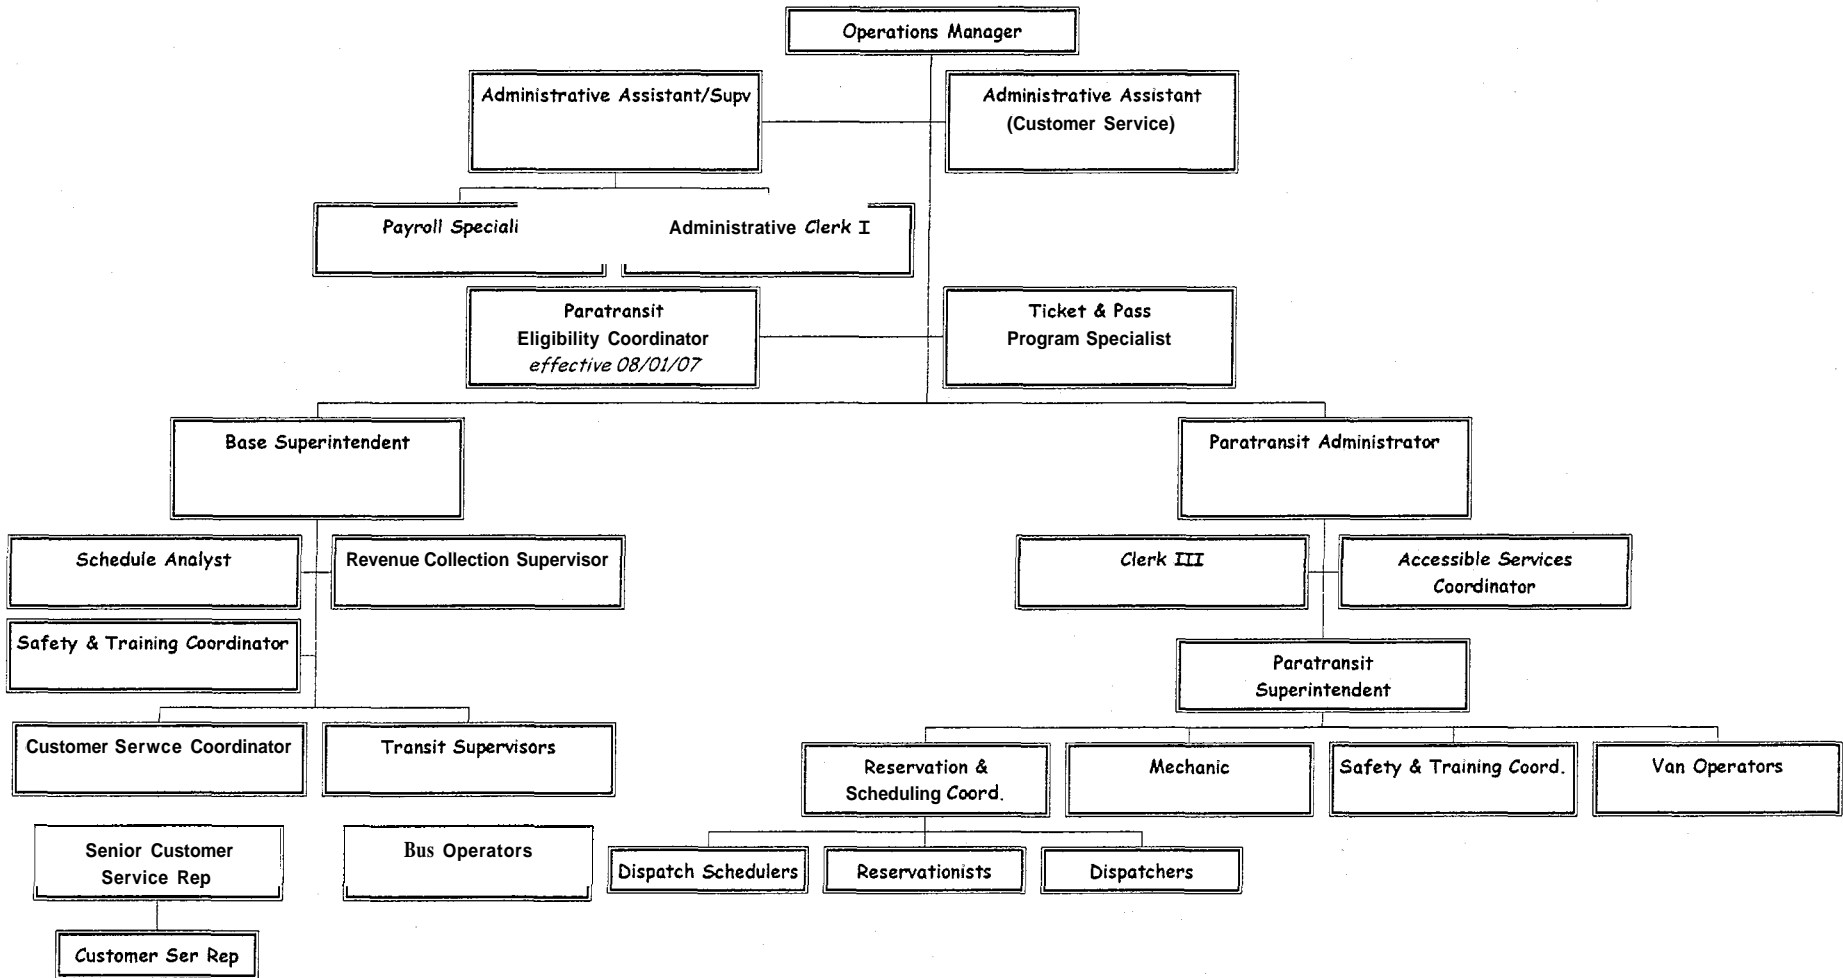 Operations Manager
Administrative Assistant/Supv
Administrative Assistant
(Customer Service)
Payroll Speciali
Administrative Clerk I
Paratransit
Eligibility Coordinator
effective 08/01/07
Ticket & Pass
Program Specialist
Base Superintendent
Paratransit Administrator
Schedule Analyst
Revenue Collection Supervisor
Clerk III
Accessible Services
Coordinator
Safety & Training Coordinator
Paratransit
Superintendent
Customer Serwce Coordinator
Transit Supervisors
Reservation &
Scheduling Coord.
Mechanic
Safety & Training Coord.
Van Operators
Senior Customer
Service Rep
Bus Operators
Dispatch Schedulers
Reservationists
Dispatchers
Customer Ser Rep